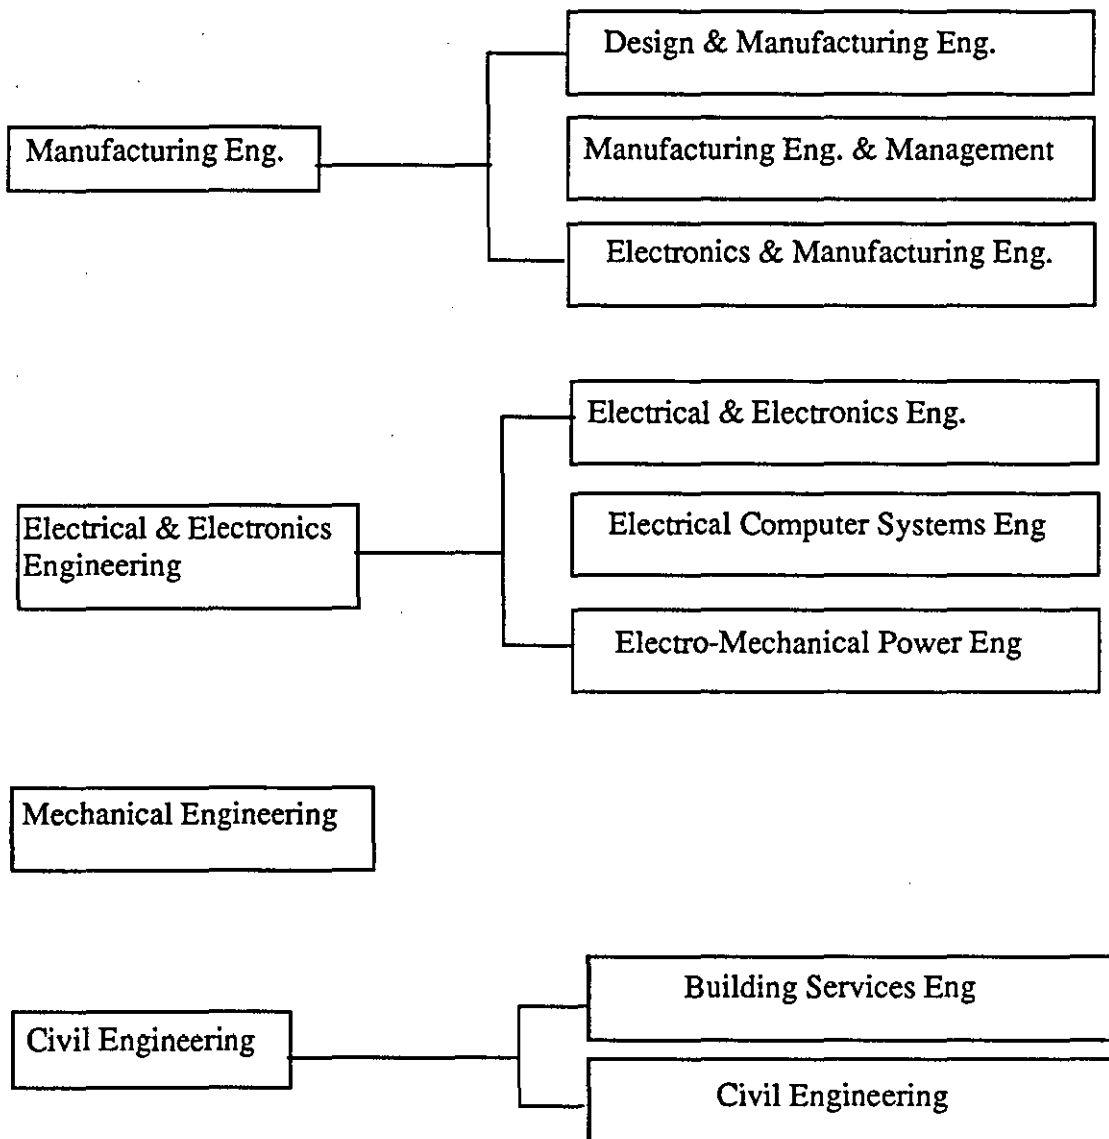 Design & Manufacturing Eng.
Manufacturing Eng.
Manufacturing Eng. & Management
Electronics & Manufacturing Eng.
Electrical & Electronics Eng.
Electrical & Electronics
Engineering
Electrical Computer Systems Eng
Electro-Mechanical Power Eng
Mechanical Engineering
Building Services Eng
Civil Engineering
Civil Engineering